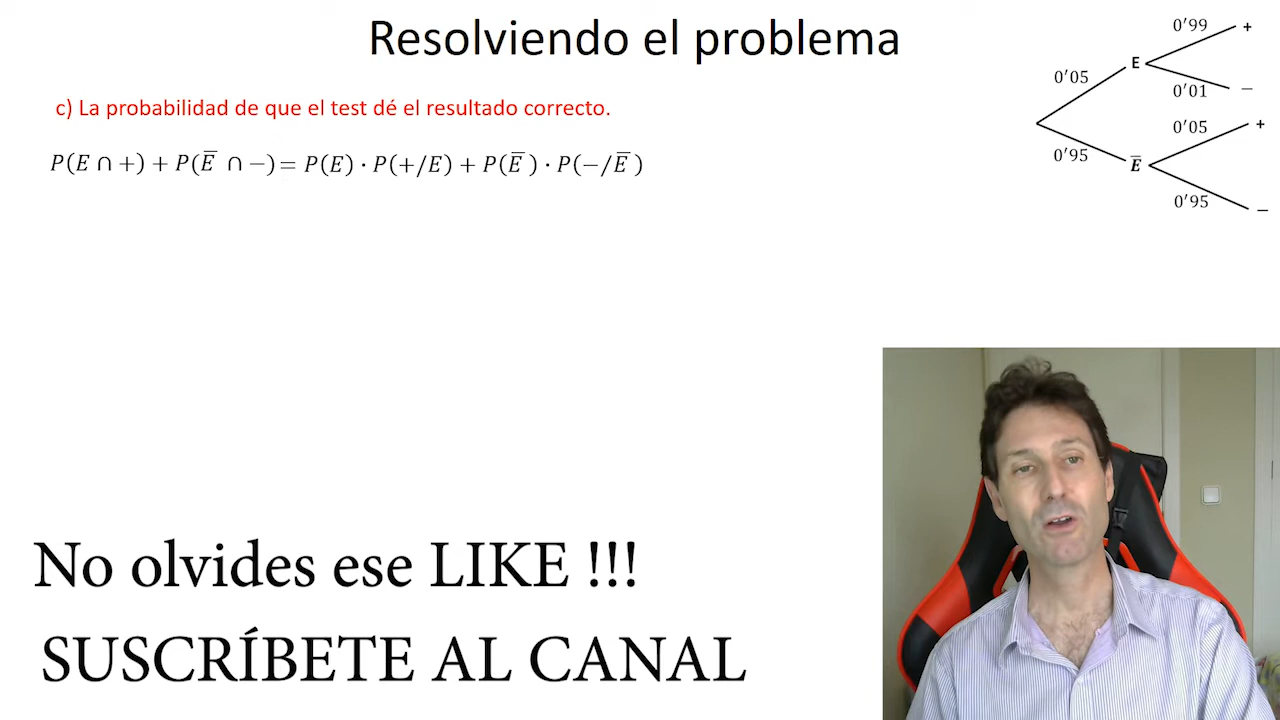 Resolviendo el problema
c) La probabilidad de que el test dé el resultado correcto.
P(E ∩ +) + P(E̅ ∩ −) = P(E) · P(+/E) + P(E̅) · P(−/E̅ )
0'99 +
0'05 E
0'01 −
0'05 +
0'95 E̅
0'95 −
No olvides ese LIKE !!!
SUSCRÍBETE AL CANAL